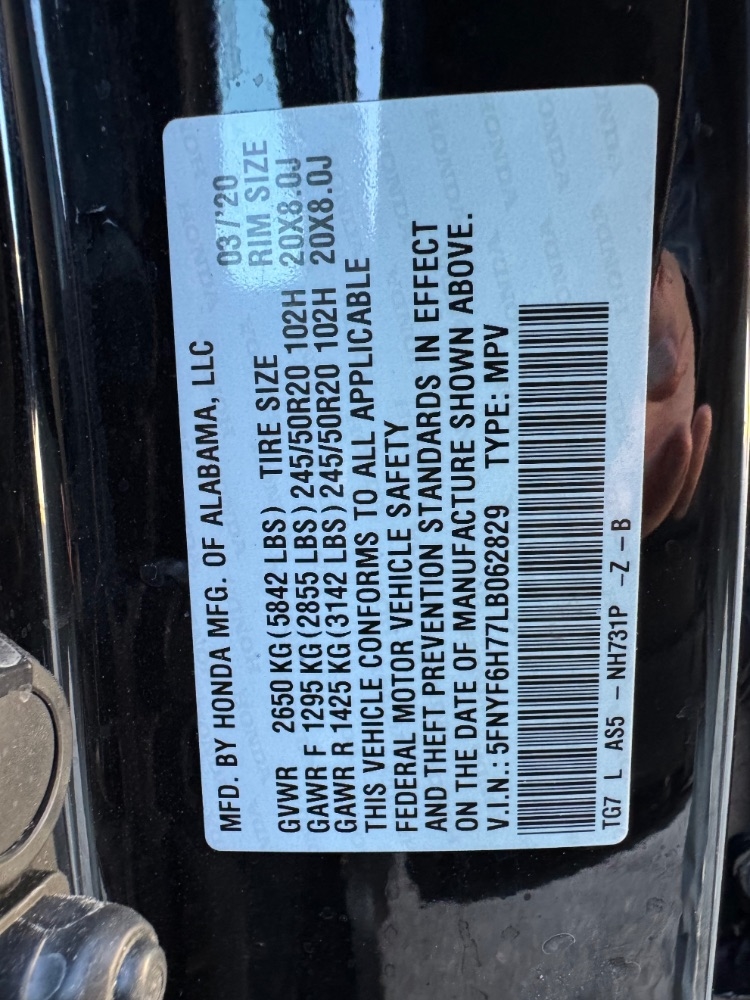 MFD. BY HONDA MFG. OF ALABAMA, LLC 03/'20
RIM SIZE
GVWR 2650 KG(5842 LBS) TIRE SIZE
GAWR F 1295 KG(2855 LBS)245/50R20 102H 20X8.0J
GAWR R 1425 KG(3142 LBS)245/50R20 102H 20X8.0J
THIS VEHICLE CONFORMS TO ALL APPLICABLE
FEDERAL MOTOR VEHICLE SAFETY
AND THEFT PREVENTION STANDARDS IN EFFECT
ON THE DATE OF MANUFACTURE SHOWN ABOVE.
V.I.N.: 5FNYF6H77LB062829 TYPE: MPV
TG7 L AS5 -NH731P -Z -B